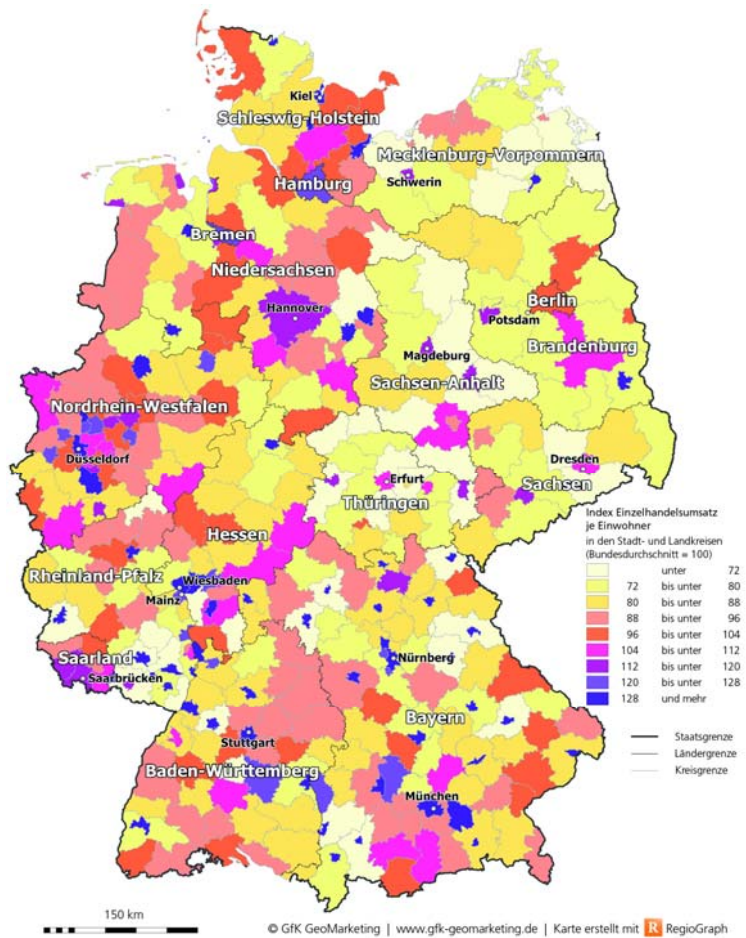 Kiel
Schleswig-Holstein
Mecklenburg-Vorpommern
Schwerin
Hamburg
Bremen
Niedersachsen
Hannover
Berlin
Potsdam
Brandenburg
Magdeburg
Sachsen-Anhalt
Nordrhein-Westfalen
Düsseldorf
Dresden
Erfurt
Sachsen
Thüringen
Hessen
Rheinland-Pfalz
Wiesbaden
Mainz
Saarland
Saarbrücken
Nürnberg
Bayern
Stuttgart
Baden-Württemberg
München
Index Einzelhandelsumsatz
je Einwohner
in den Stadt- und Landkreisen
(Bundesdurchschnitt = 100)
unter 72
72 bis unter 80
80 bis unter 88
88 bis unter 96
96 bis unter 104
104 bis unter 112
112 bis unter 120
120 bis unter 128
128 und mehr
Staatsgrenze
Ländergrenze
Kreisgrenze
150 km
© GfK GeoMarketing | www.gfk-geomarketing.de | Karte erstellt mit R RegioGraph